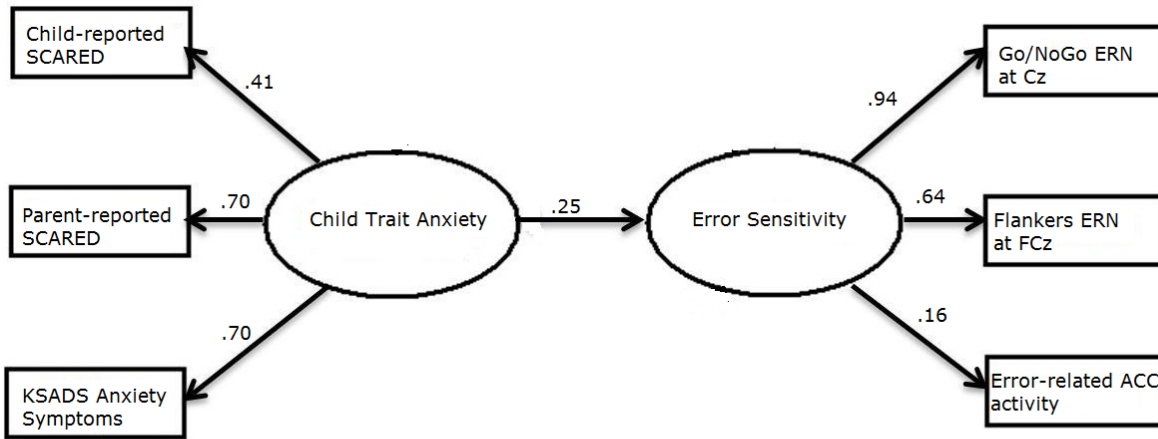 Child-reported
SCARED
.41
Parent-reported
SCARED
.70
Child Trait Anxiety
.70
KSADS Anxiety
Symptoms
.25
Error Sensitivity
Go/NoGo ERN
at Cz
.94
Flankers ERN
at FCz
.64
.16
Error-related ACC
activity